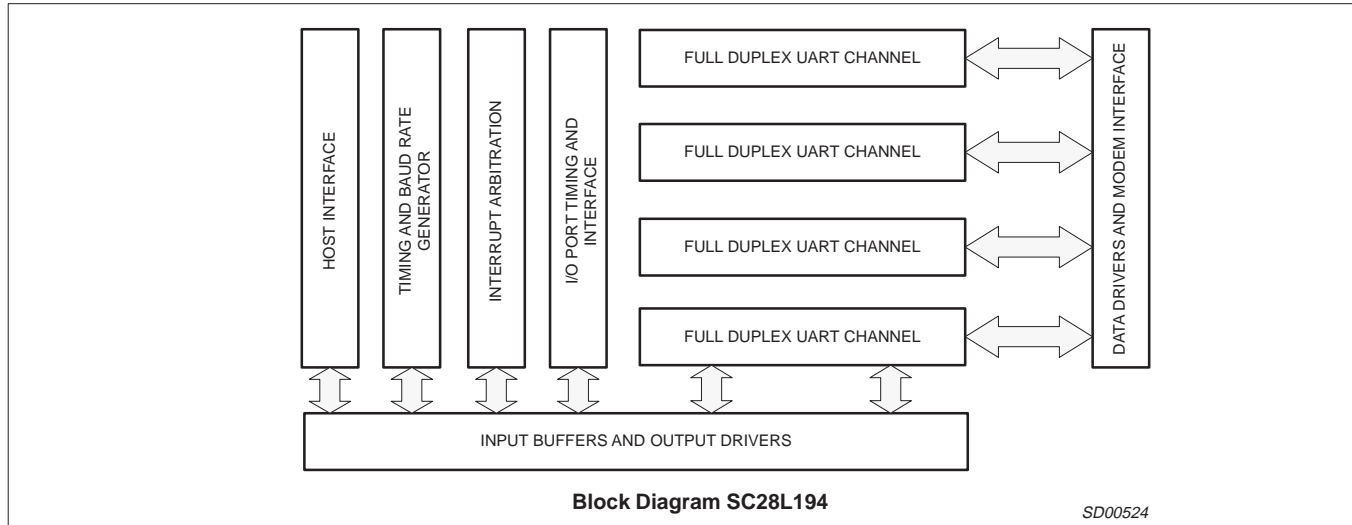 HOST INTERFACE
TIMING AND BAUD RATE
GENERATOR
INTERRUPT ARBITRATION
I/O PORT TIMING AND
INTERFACE
FULL DUPLEX UART CHANNEL
FULL DUPLEX UART CHANNEL
FULL DUPLEX UART CHANNEL
FULL DUPLEX UART CHANNEL
DATA DRIVERS AND MODEM INTERFACE
INPUT BUFFERS AND OUTPUT DRIVERS
Block Diagram SC28L194
SD00524